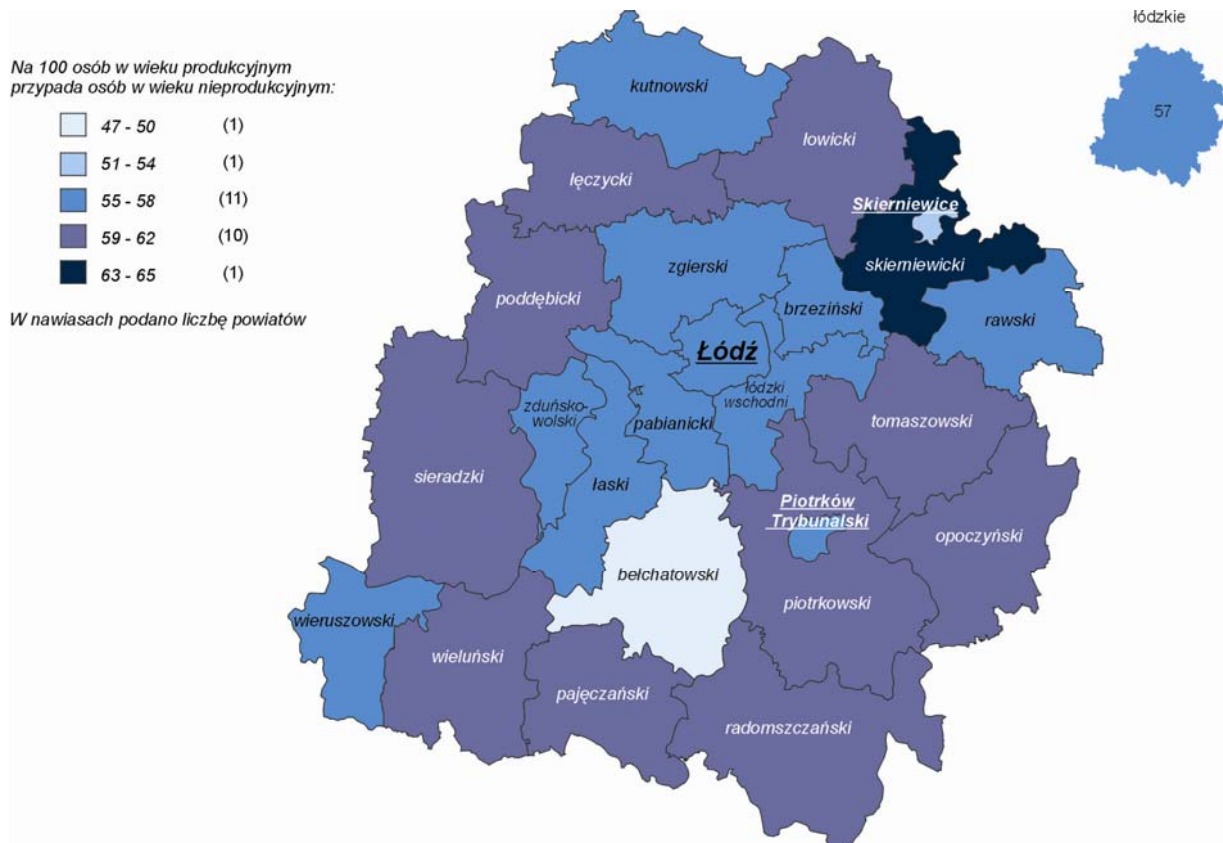 łódzkie
57
Na 100 osób w wieku produkcyjnym
przypada osób w wieku nieprodukcyjnym:
47 - 50 (1)
51 - 54 (1)
55 - 58 (11)
59 - 62 (10)
63 - 65 (1)
W nawiasach podano liczbę powiatów
kutnowski
łowicki
łęczycki
Skierniewice
skierniewicki
zgierski
poddębicki
brzeziński
rawski
Łódź
łódzki
wschodni
zduńsko-
wolski
pabianicki
tomaszowski
sieradzki
łaski
Piotrków
Trybunalski
opoczyński
bełchatowski
piotrkowski
wieruszowski
wieluński
pajęczański
radomszczański